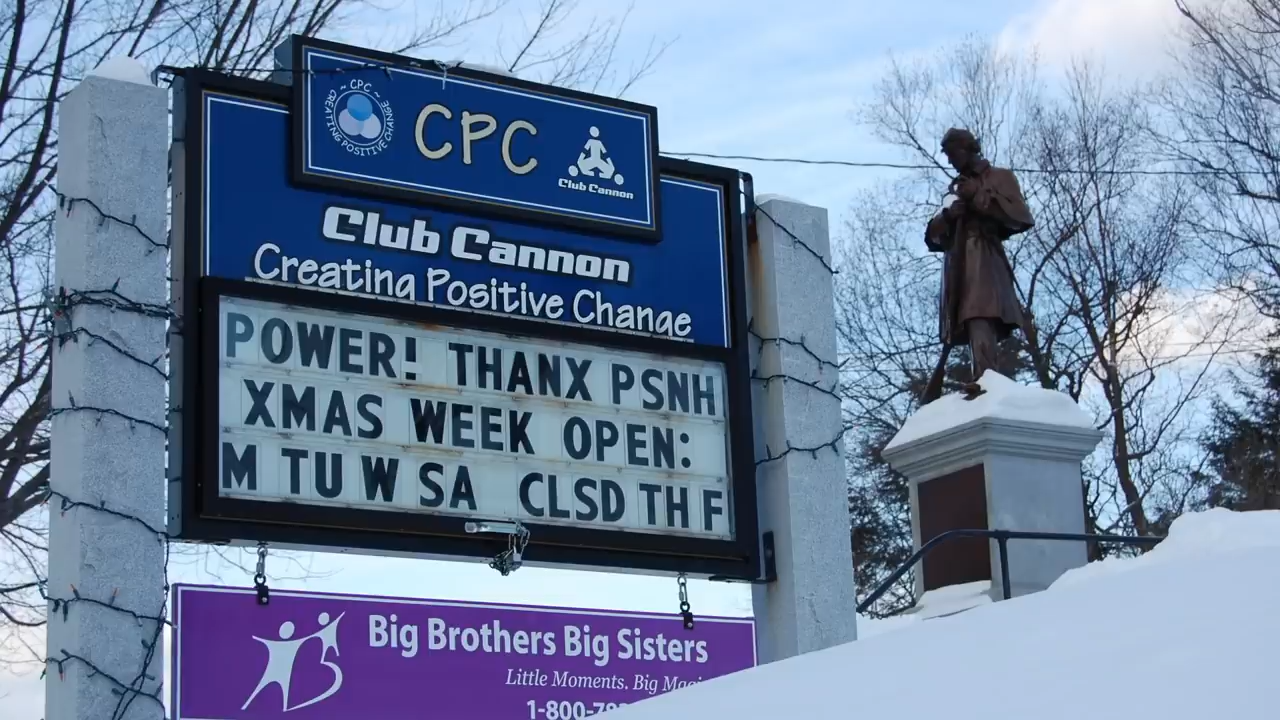 ~ CPC ~
CREATING POSITIVE CHANGE
CPC
Club Cannon
Club Cannon
Creating Positive Change
POWER! THANX PSNH
XMAS WEEK OPEN:
M TU W SA CLSD TH F
Big Brothers Big Sisters
Little Moments. Big
1-800-